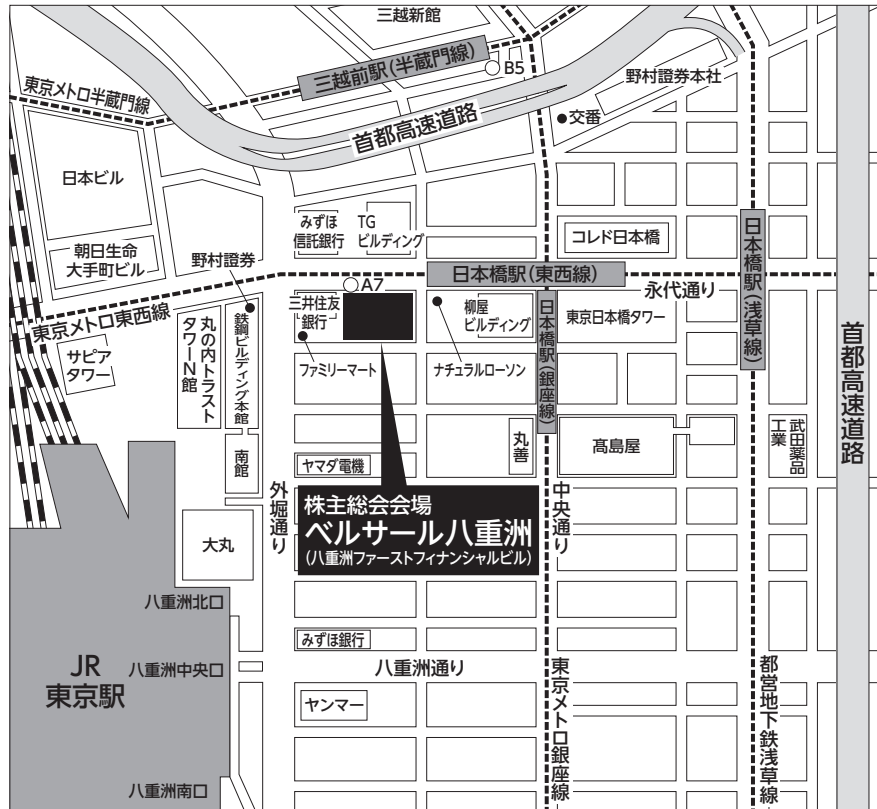 三越新館
三越前駅(半蔵門線)
B5
野村證券本社
東京メトロ半蔵門線
首都高速道路
交番
日本ビル
みずほ
信託銀行
TG
ビルディング
コレド日本橋
朝日生命
大手町ビル
野村證券
日本橋駅(東西線)
日本橋駅(浅草線)
A7
永代通り
東京メトロ東西線
三井住友
銀行
柳屋
ビルディング
日本橋駅(銀座線)
東京日本橋タワー
首都高速道路
サピア
タワー
丸の内トラスト
タワーN館
鉄鋼ビルディング本館
ファミリーマート
ナチュラルローソン
南館
ヤマダ電機
丸善
髙島屋
武田薬品
工業
外堀通り
株主総会会場
ベルサール八重洲
(八重洲ファーストフィナンシャルビル)
中央通り
大丸
八重洲北口
みずほ銀行
JR
東京駅
八重洲中央口
八重洲通り
東京メトロ銀座線
都営地下鉄浅草線
ヤンマー
八重洲南口